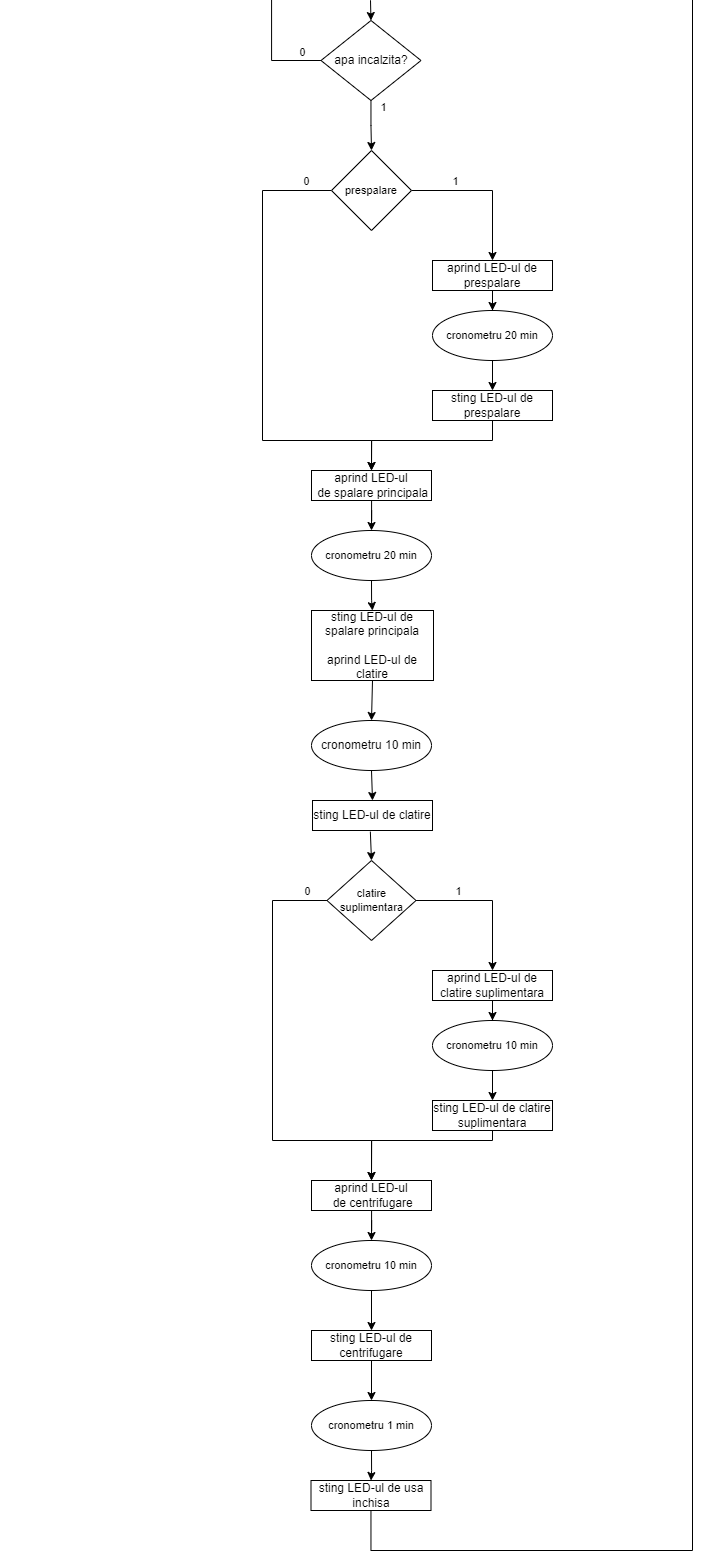 0
apa incalzita?
1
0
prespalare
1
aprind LED-ul de
prespalare
cronometru 20 min
sting LED-ul de
prespalare
aprind LED-ul
de spalare principala
cronometru 20 min
sting LED-ul de
spalare principala
aprind LED-ul de
clatire
cronometru 10 min
sting LED-ul de clatire
0
clatire
suplimentara
1
aprind LED-ul de
clatire suplimentara
cronometru 10 min
sting LED-ul de clatire
suplimentara
aprind LED-ul
de centrifugare
cronometru 10 min
sting LED-ul de
centrifugare
cronometru 1 min
sting LED-ul de usa
inchisa